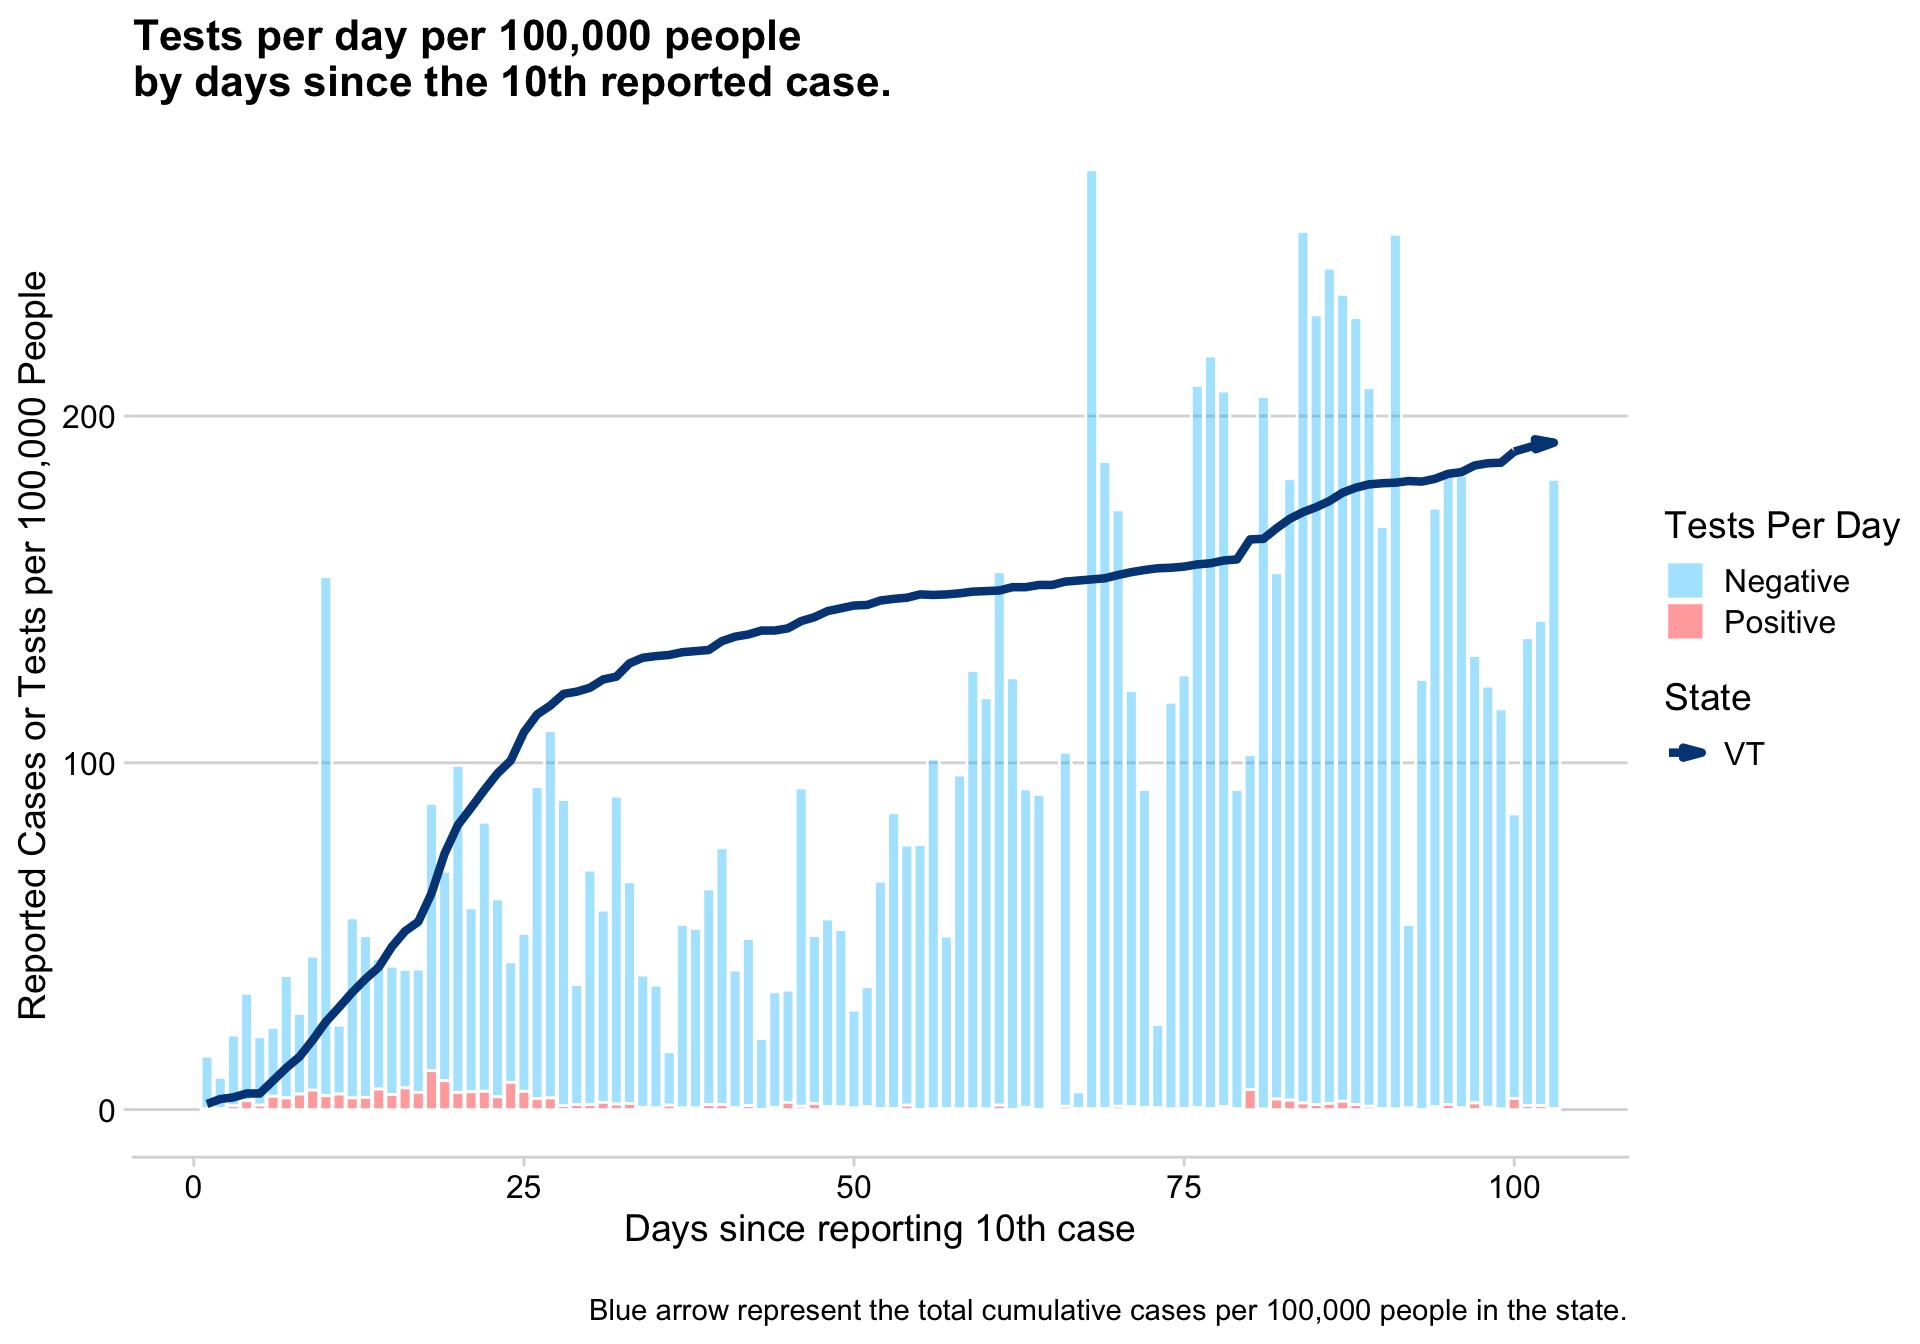 Tests per day per 100,000 people
by days since the 10th reported case.
Reported Cases or Tests per 100,000 People
200
100
0
0
25
50
75
100
Days since reporting 10th case
Tests Per Day
Negative
Positive
State
VT
Blue arrow represent the total cumulative cases per 100,000 people in the state.